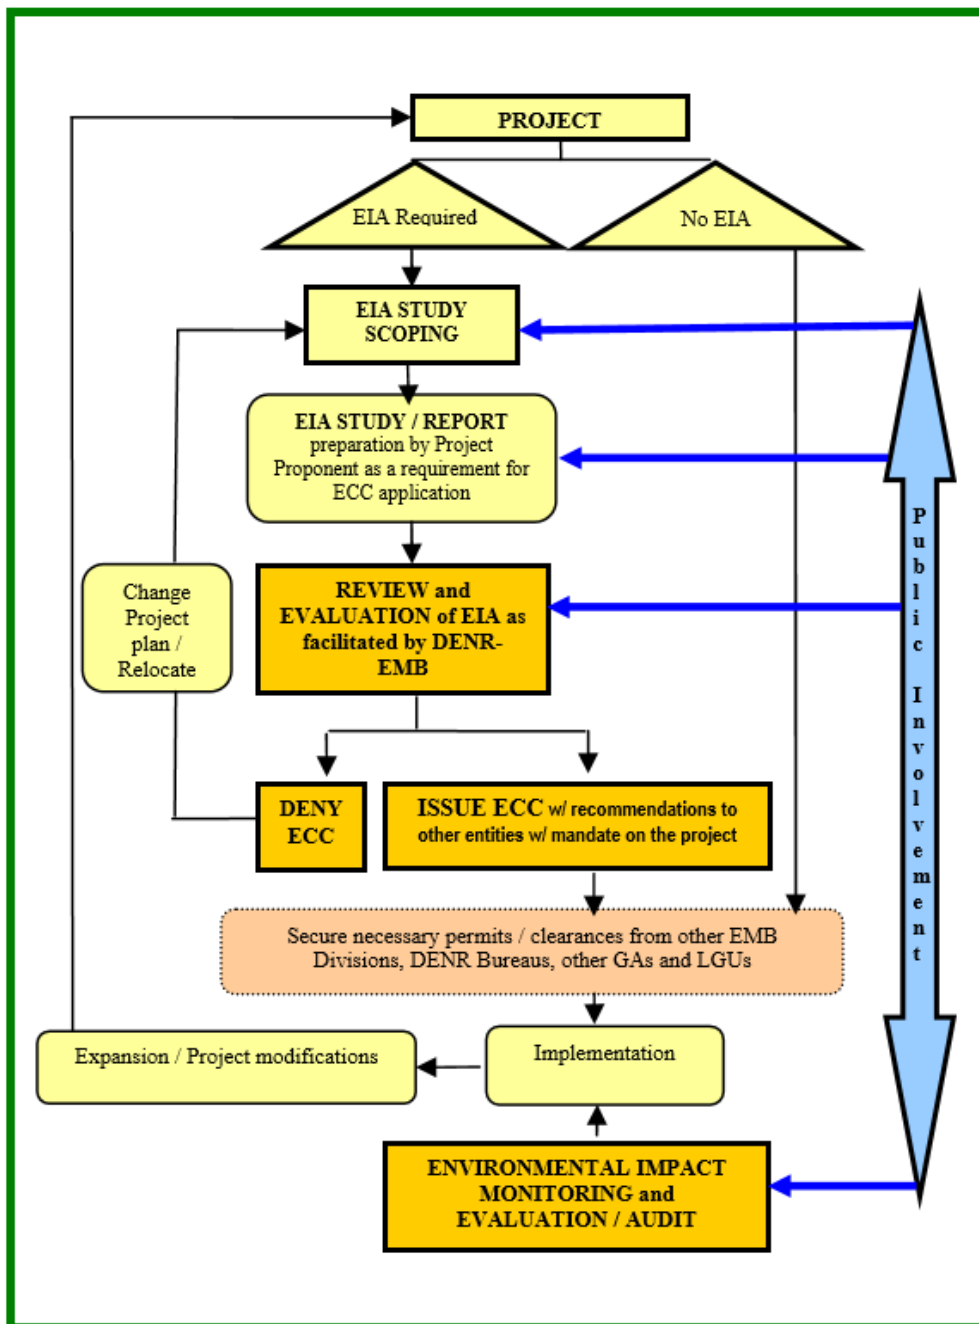 PROJECT
EIA Required
No EIA
EIA STUDY
SCOPING
EIA STUDY / REPORT
preparation by Project
Proponent as a requirement for
ECC application
Change
Project
plan /
Relocate
REVIEW and
EVALUATION of EIA as
facilitated by DENR-
EMB
DENY
ECC
ISSUE ECC w/ recommendations to
other entities w/ mandate on the project
Secure necessary permits / clearances from other EMB
Divisions, DENR Bureaus, other GAs and LGUs
Expansion / Project modifications
Implementation
ENVIRONMENTAL IMPACT
MONITORING and
EVALUATION / AUDIT
Public Involvement